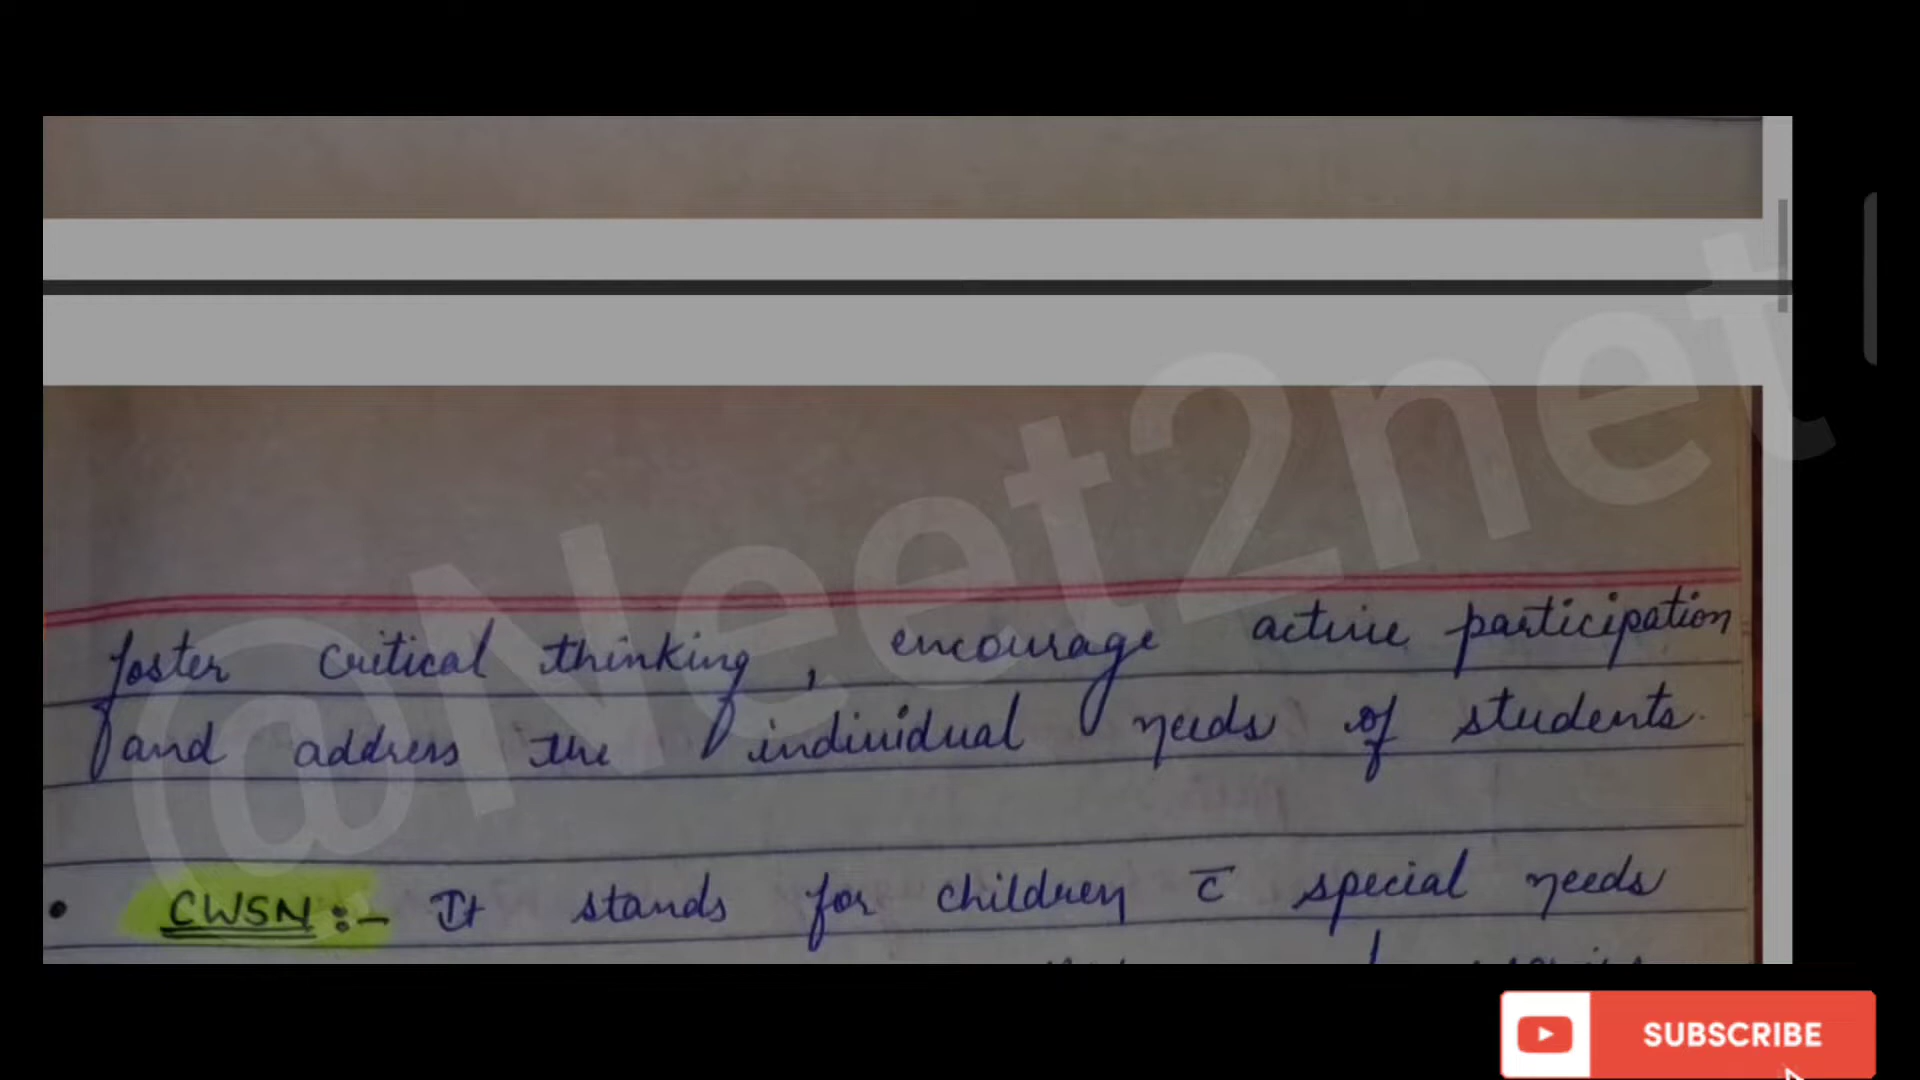 @Neet2net
foster critical thinking, encourage active participation
and address the individual needs of students.
• CWSN :- It stands for children c̄ special needs
SUBSCRIBE